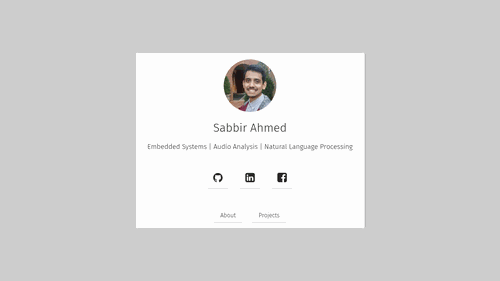 Sabbir Ahmed
Embedded Systems | Audio Analysis | Natural Language Processing
About Projects